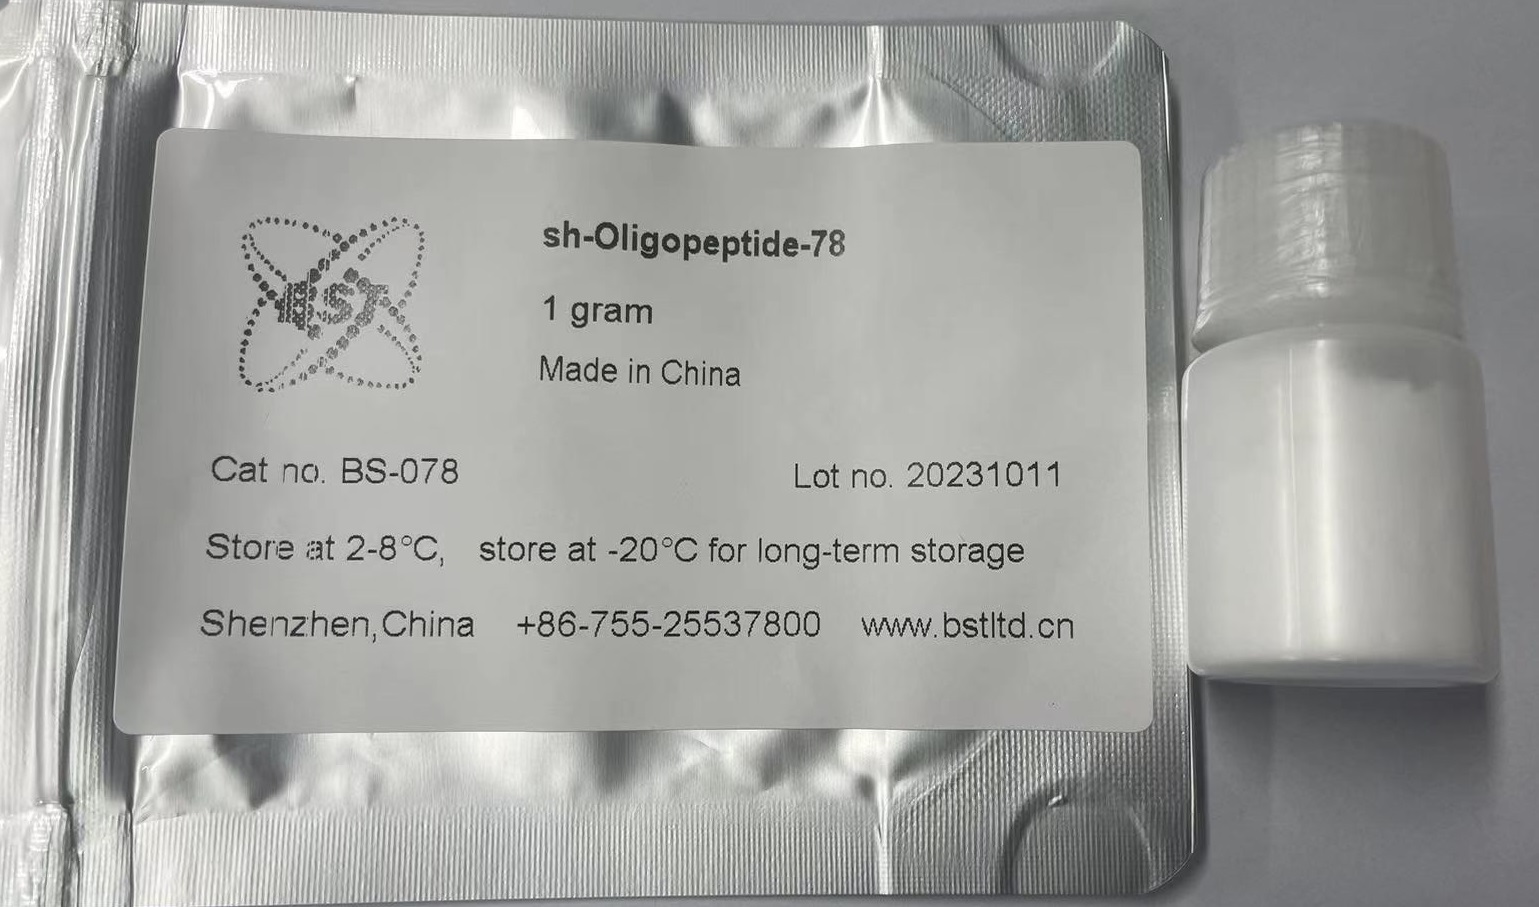 BST
sh-Oligopeptide-78
1 gram
Made in China
Cat no. BS-078 Lot no. 20231011
Store at 2-8°C, store at -20°C for long-term storage
Shenzhen,China +86-755-25537800 www.bstltd.cn